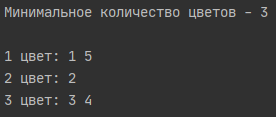 Минимальное количество цветов - 3
1 цвет: 1 5
2 цвет: 2
3 цвет: 3 4